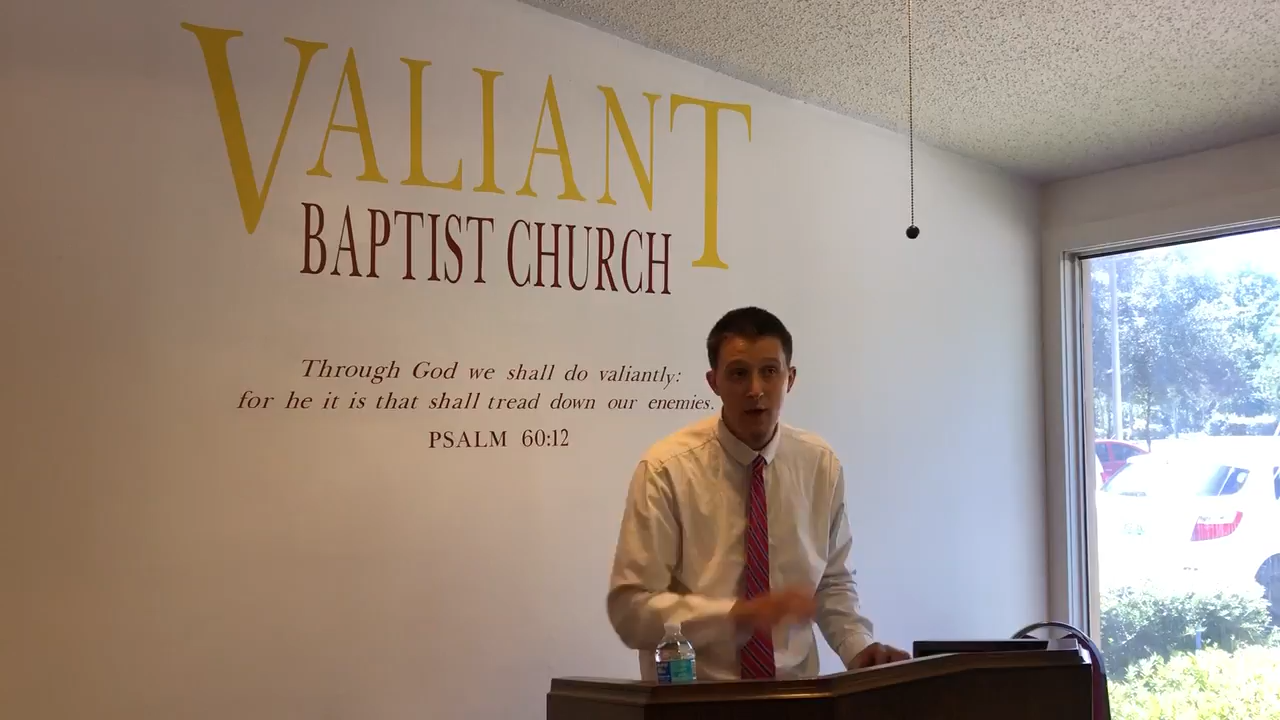 VALIANT
BAPTIST CHURCH
Through God we shall do valiantly:
for he it is that shall tread down our enemies.
PSALM 60:12